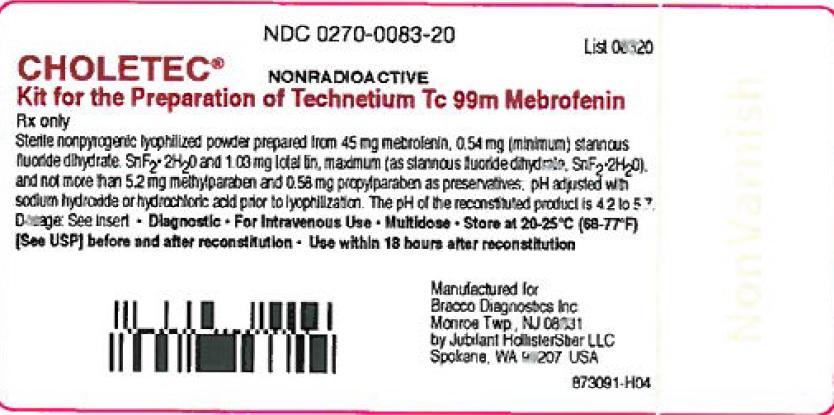 NDC 0270-0083-20
List
CHOLETEC® NONRADIOACTIVE
Kit for the Preparation of Technetium Tc 99m Mebrofenin
Rx only
Sterile nonpyrogenic lyophilized powder prepared from 45 mg mebrofenin, 0.54 mg (minimum) stannous
fluoride dihydrate, SnF₂•2H₂O and 1.03 mg total tin, maximum (as stannous fluoride dihydrate, SnF₂•2H₂O),
and not more than 5.2 mg methylparaben and 0.58 mg propylparaben as preservatives; pH adjusted with
sodium hydroxide or hydrochloric acid prior to lyophilization. The pH of the reconstituted product is 4.2 to 5.7.
Dosage: See Insert • Diagnostic • For Intravenous Use • Multidose • Store at 20-25°C (68-77°F)
[See USP] before and after reconstitution • Use within 18 hours after reconstitution
Manufactured for
Bracco Diagnostics Inc
Monroe Twp., NJ
by Jubilant HollisterStier LLC
Spokane, WA USA
873091-H04
NonVarnish